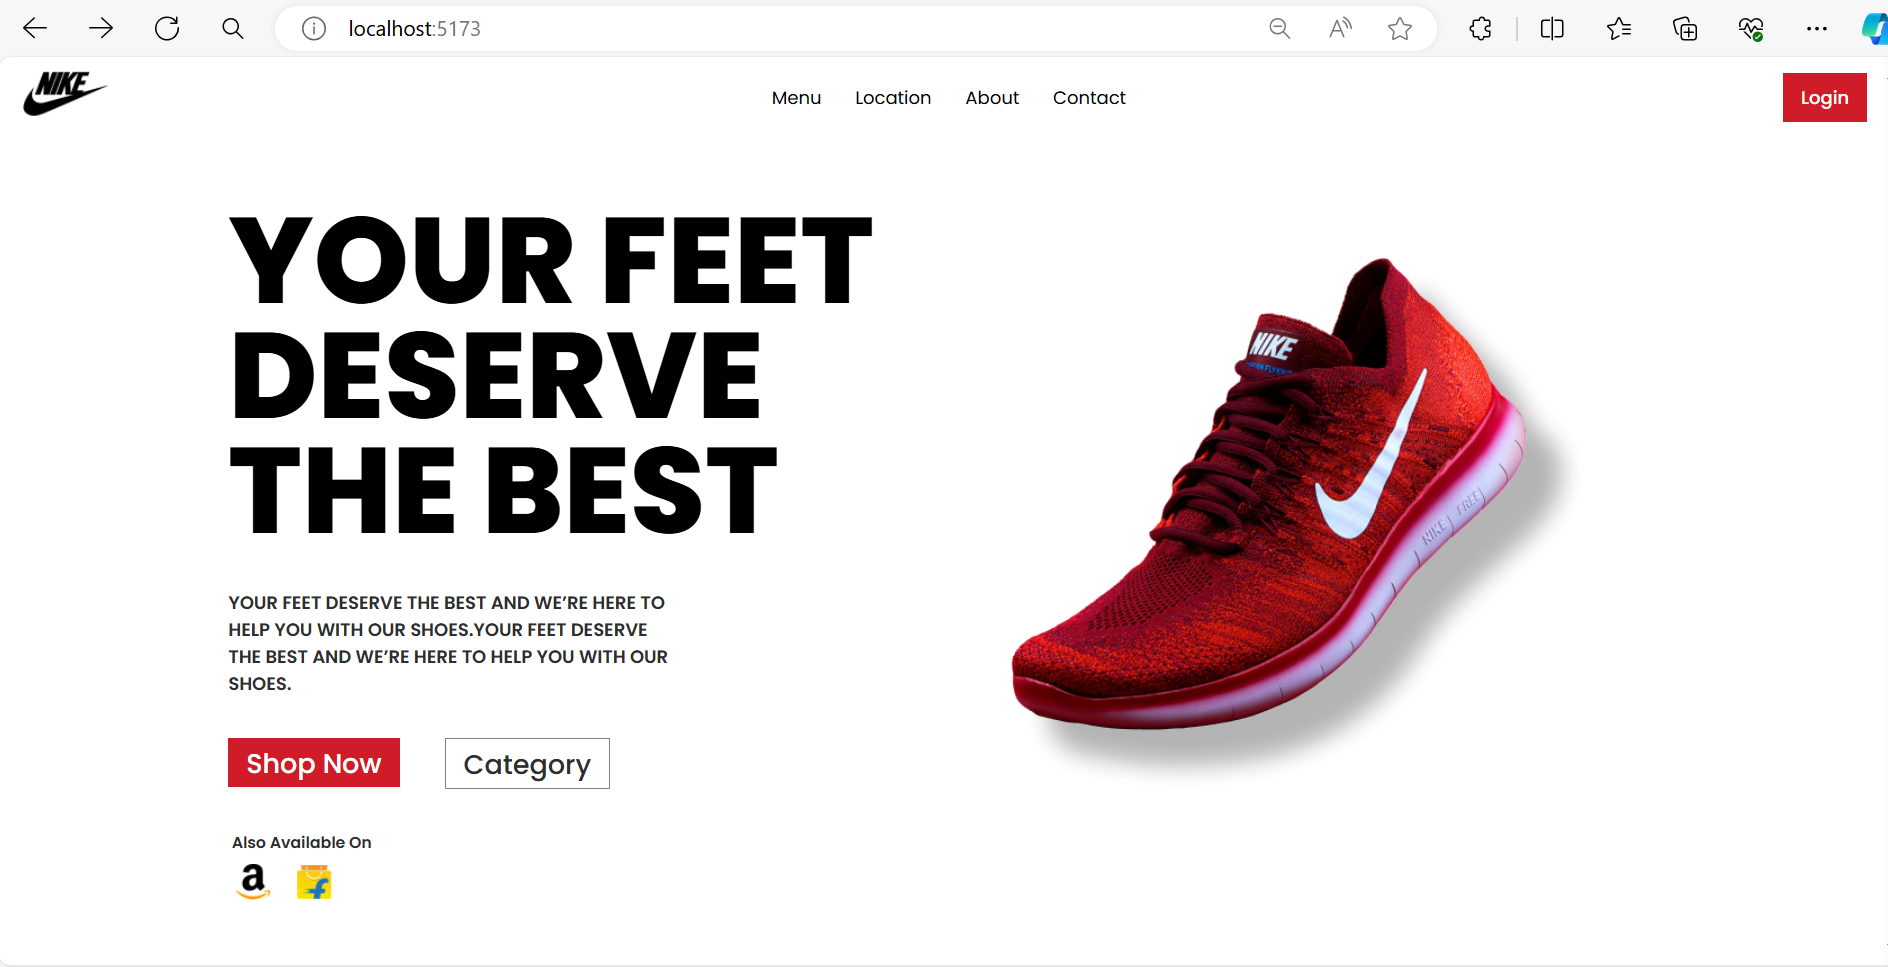 localhost:5173
NIKE
Menu Location About Contact
Login
YOUR FEET
DESERVE
THE BEST
NIKE
NIKE FREE
YOUR FEET DESERVE THE BEST AND WE’RE HERE TO
HELP YOU WITH OUR SHOES.YOUR FEET DESERVE
THE BEST AND WE’RE HERE TO HELP YOU WITH OUR
SHOES.
Shop Now Category
Also Available On
a f